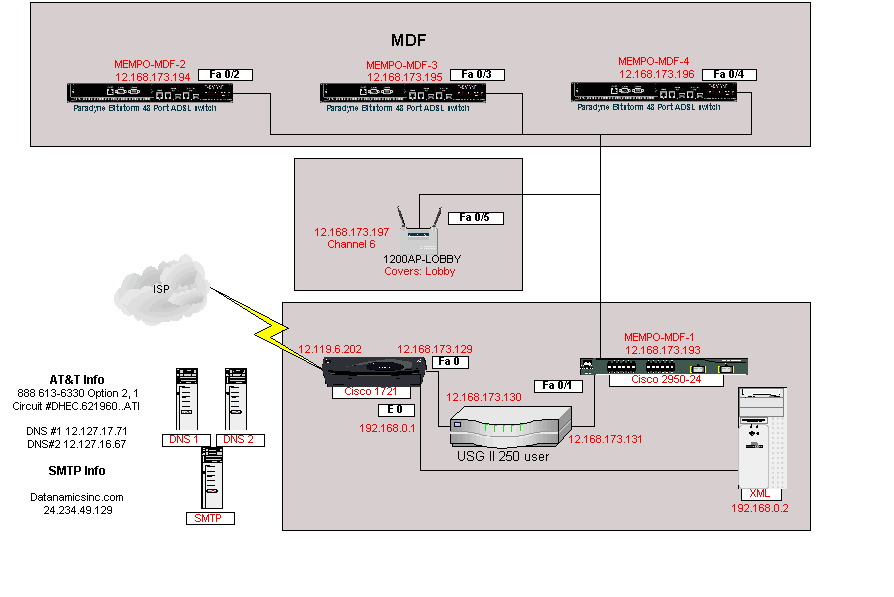 MDF
MEMPO-MDF-2
12.168.173.194
Fa 0/2
Paradyne Bitstorm 48 Port ADSL switch
MEMPO-MDF-3
12.168.173.195
Fa 0/3
Paradyne Bitstorm 48 Port ADSL switch
MEMPO-MDF-4
12.168.173.196
Fa 0/4
Paradyne Bitstorm 48 Port ADSL switch
12.168.173.197
Channel 6
Fa 0/5
1200AP-LOBBY
Covers: Lobby
ISP
12.119.6.202
12.168.173.129
Fa 0
Cisco 1721
E 0
192.168.0.1
MEMPO-MDF-1
12.168.173.193
Cisco 2950-24
Fa 0/1
12.168.173.130
12.168.173.131
USG II 250 user
XML
192.168.0.2
AT&T Info
888 613-6330 Option 2, 1
Circuit #DHEC.621960..ATI
DNS #1 12.127.17.71
DNS#2 12.127.16.67
SMTP Info
Datanamicsinc.com
24.234.49.129
DNS 1
DNS 2
SMTP